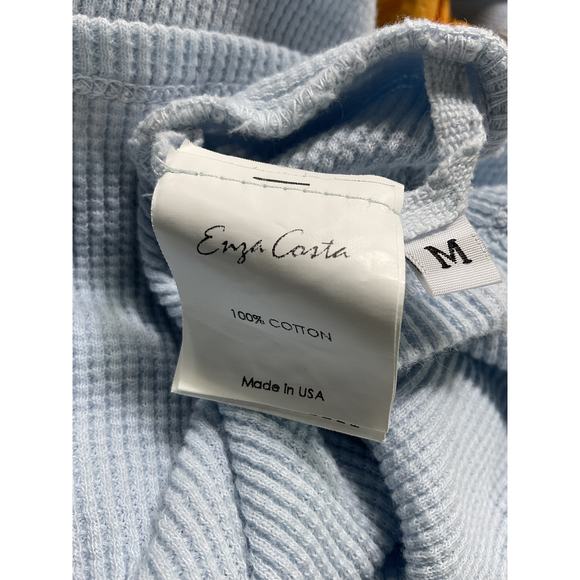 Enza Costa
M
100% COTTON
Made in USA